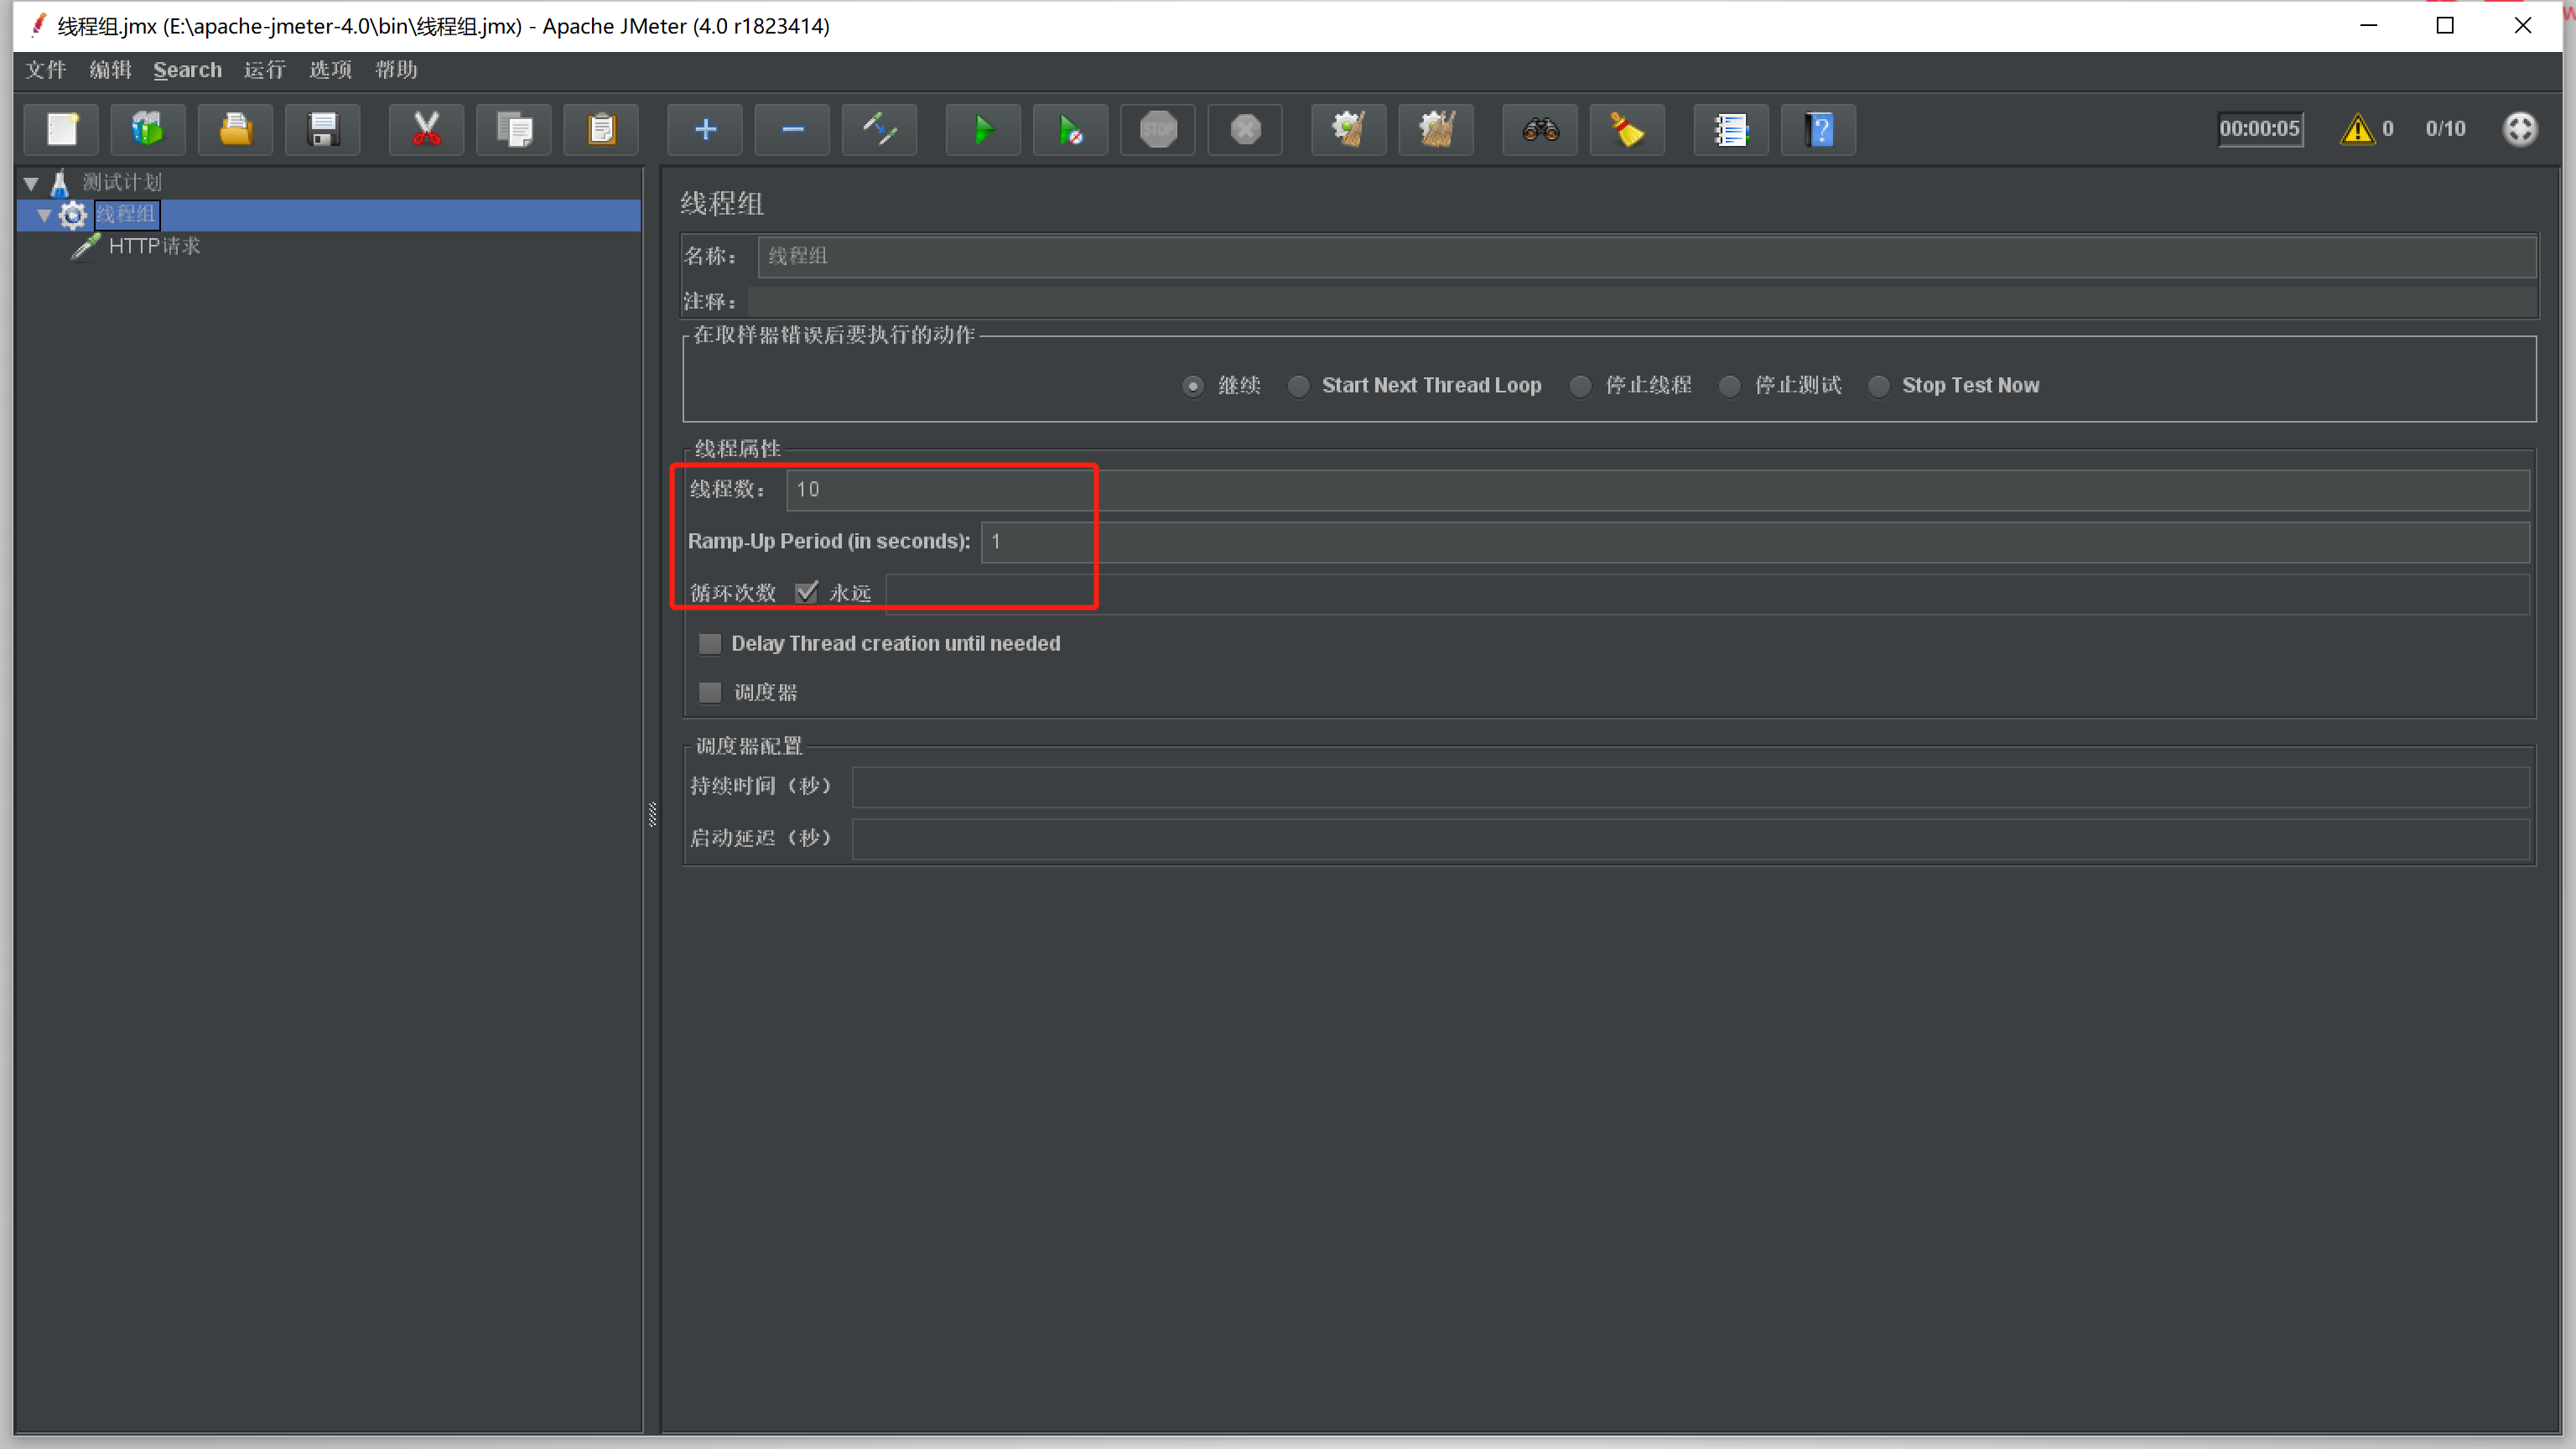 线程组.jmx (E:\apache-jmeter-4.0\bin\线程组.jmx) - Apache JMeter (4.0 r1823414)
文件 编辑 Search 运行 选项 帮助
STOP
00:00:05 0 0/10
测试计划
线程组
HTTP请求
线程组
名称： 线程组
注释：
在取样器错误后要执行的动作
继续 Start Next Thread Loop 停止线程 停止测试 Stop Test Now
线程属性
线程数： 10
Ramp-Up Period (in seconds): 1
循环次数 永远
Delay Thread creation until needed
调度器
调度器配置
持续时间（秒）
启动延迟（秒）